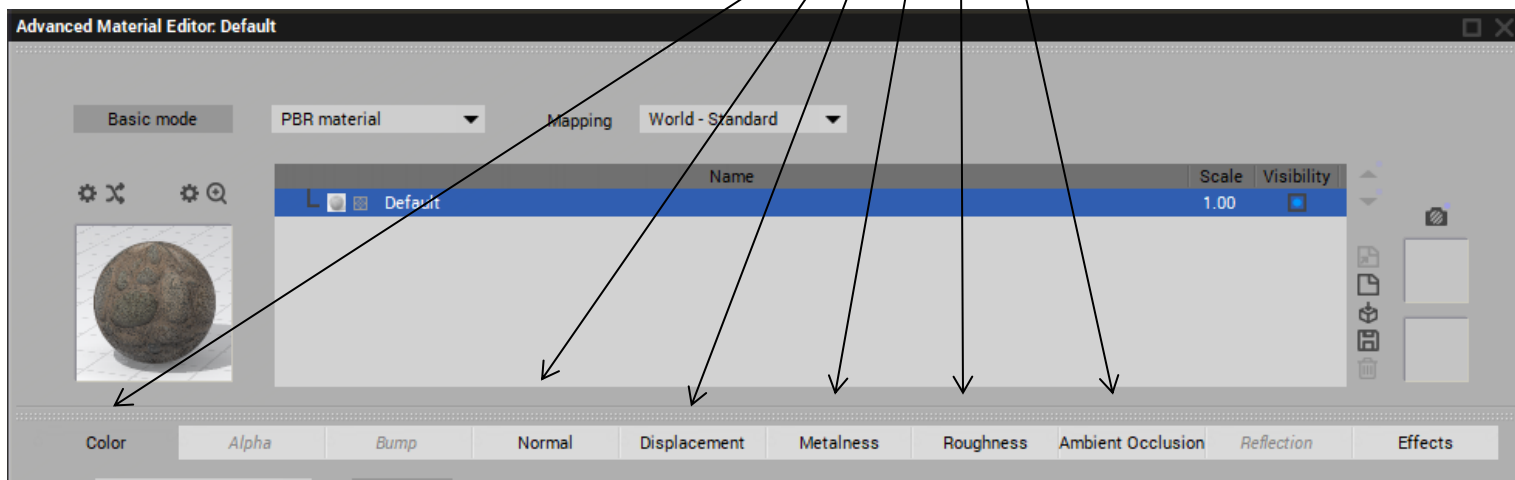 Advanced Material Editor: Default
Basic mode PBR material Mapping World - Standard
Name Scale Visibility
Default 1.00
Color Alpha Bump Normal Displacement Metalness Roughness Ambient Occlusion Reflection Effects